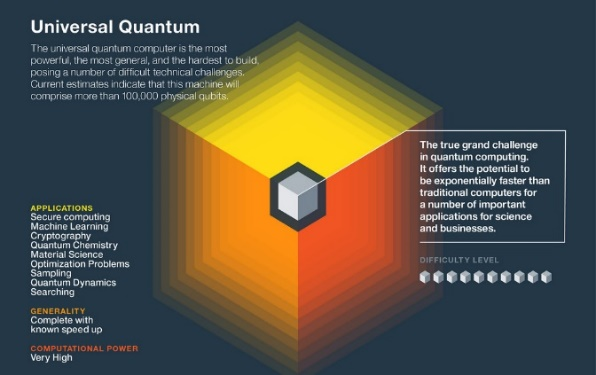 Universal Quantum
The universal quantum computer is the most
powerful, the most general, and the hardest to build,
posing a number of difficult technical challenges.
Current estimates indicate that this machine will
comprise more than 100,000 physical qubits.
The true grand challenge
in quantum computing.
It offers the potential to
be exponentially faster than
traditional computers for
a number of important
applications for science
and businesses.
DIFFICULTY LEVEL
APPLICATIONS
Secure computing
Machine Learning
Cryptography
Quantum Chemistry
Material Science
Optimization Problems
Sampling
Quantum Dynamics
Searching
GENERALITY
Complete with
known speed up
COMPUTATIONAL POWER
Very High